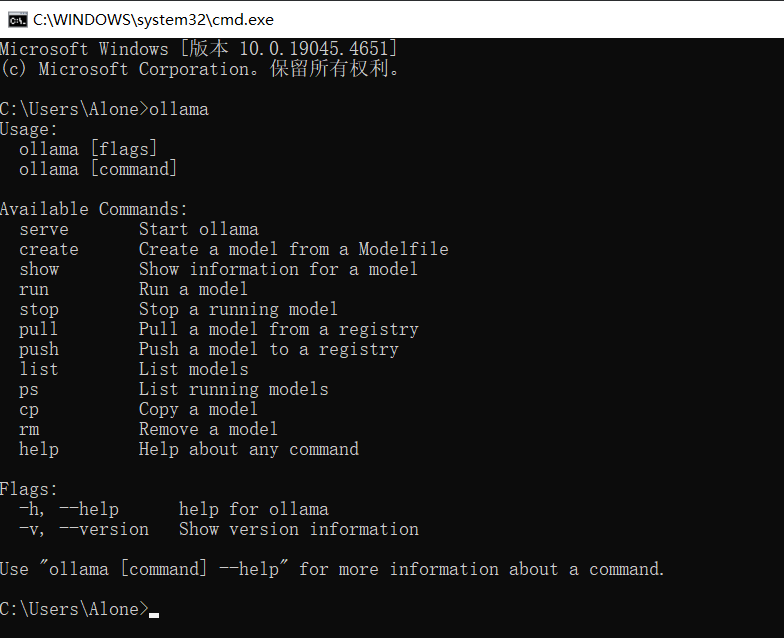 C:\WINDOWS\system32\cmd.exe
Microsoft Windows [版本 10.0.19045.4651]
(c) Microsoft Corporation。保留所有权利。
C:\Users\Alone>ollama
Usage:
  ollama [flags]
  ollama [command]
Available Commands:
  serve       Start ollama
  create      Create a model from a Modelfile
  show        Show information for a model
  run         Run a model
  stop        Stop a running model
  pull        Pull a model from a registry
  push        Push a model to a registry
  list        List models
  ps          List running models
  cp          Copy a model
  rm          Remove a model
  help        Help about any command
Flags:
  -h, --help      help for ollama
  -v, --version   Show version information
Use "ollama [command] --help" for more information about a command.
C:\Users\Alone>